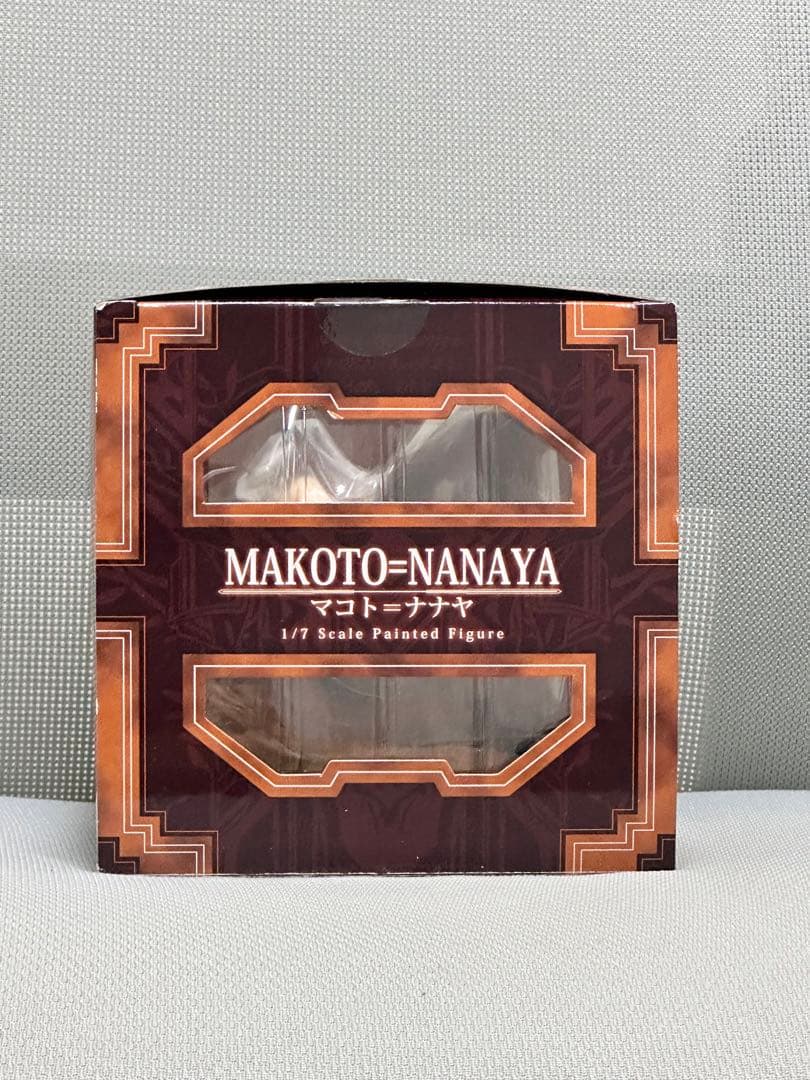 MAKOTO=NANAYA
マコト=ナナヤ
1/7 Scale Painted Figure